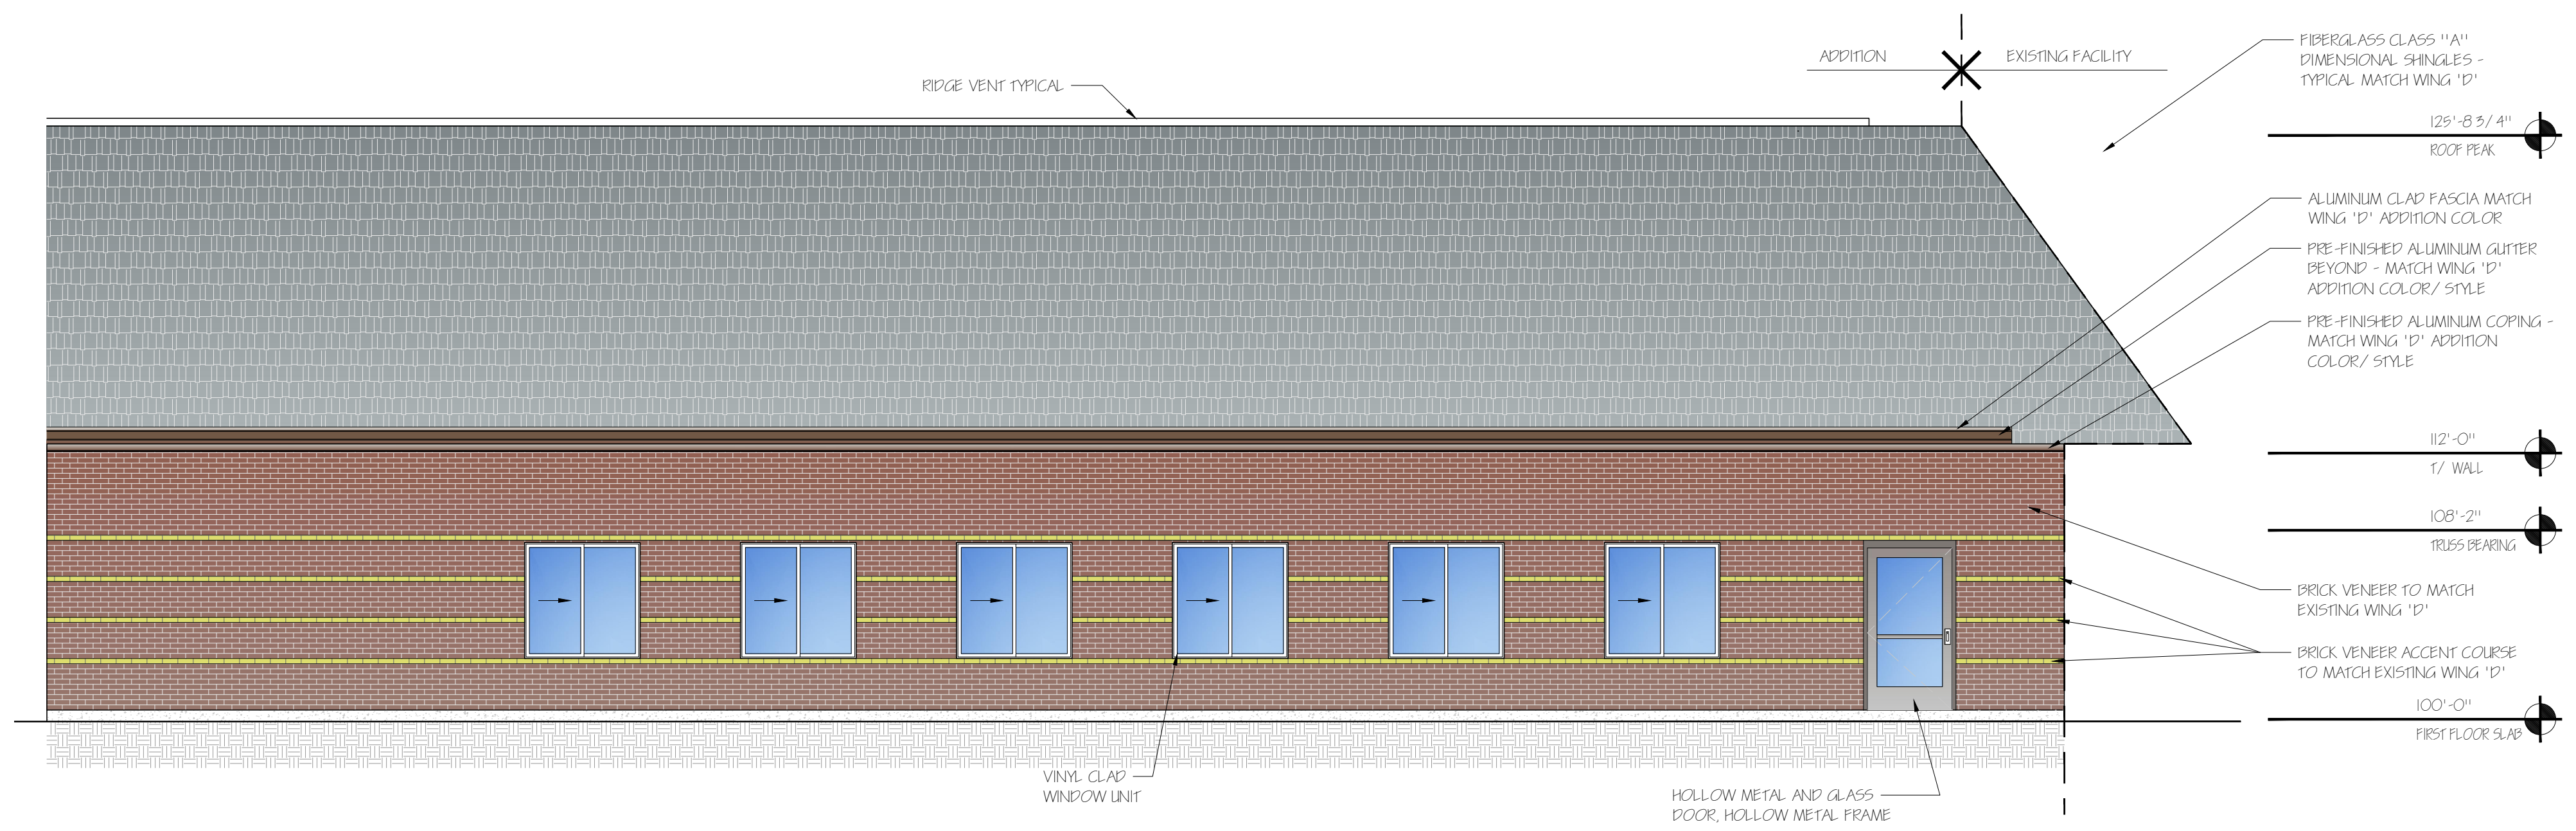 ADDITION
EXISTING FACILITY
RIDGE VENT TYPICAL
FIBERGLASS CLASS "A"
DIMENSIONAL SHINGLES -
TYPICAL MATCH WING 'D'
125'-8 3/4"
ROOF PEAK
ALUMINUM CLAD FASCIA MATCH
WING 'D' ADDITION COLOR
PRE-FINISHED ALUMINUM GUTTER
BEYOND - MATCH WING 'D'
ADDITION COLOR/ STYLE
PRE-FINISHED ALUMINUM COPING -
MATCH WING 'D' ADDITION
COLOR/ STYLE
112'-0"
T/ WALL
108'-2"
TRUSS BEARING
BRICK VENEER TO MATCH
EXISTING WING 'D'
BRICK VENEER ACCENT COURSE
TO MATCH EXISTING WING 'D'
100'-0"
FIRST FLOOR SLAB
VINYL CLAD
WINDOW UNIT
HOLLOW METAL AND GLASS
DOOR, HOLLOW METAL FRAME